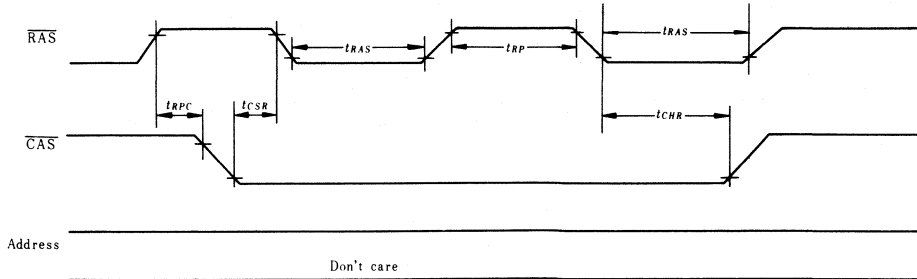 RAS
tRAS
tRP
tRAS
tRPC
tCSR
tCHR
CAS
Address
Don't care